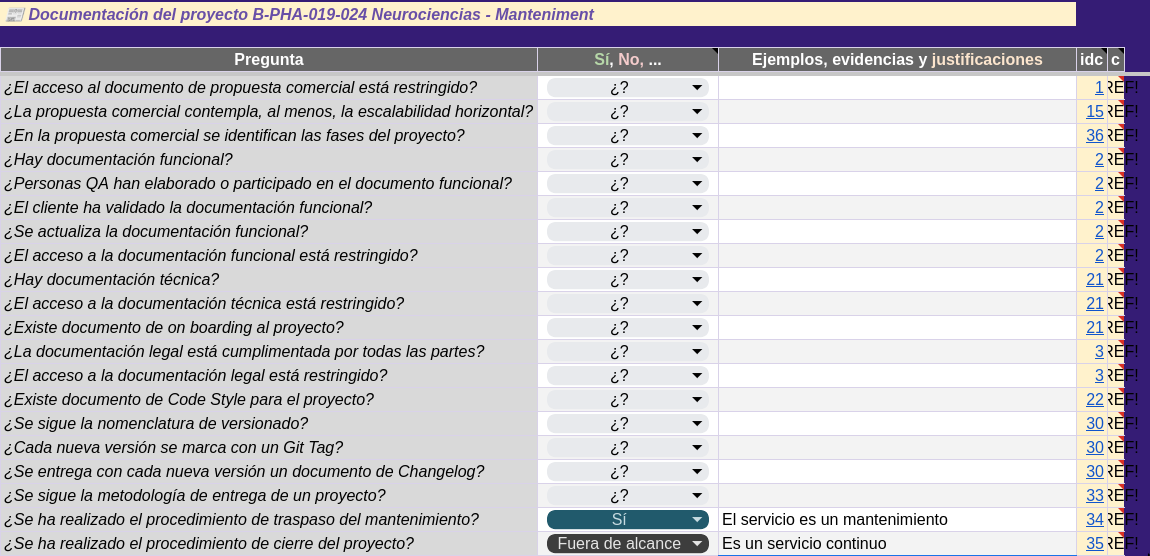 📰 Documentación del proyecto B-PHA-019-024 Neurociencias - Manteniment
Pregunta Sí, No, ... Ejemplos, evidencias y justificaciones idc c
¿El acceso al documento de propuesta comercial está restringido? ¿? 1 REF!
¿La propuesta comercial contempla, al menos, la escalabilidad horizontal? ¿? 15 REF!
¿En la propuesta comercial se identifican las fases del proyecto? ¿? 36 REF!
¿Hay documentación funcional? ¿? 2 REF!
¿Personas QA han elaborado o participado en el documento funcional? ¿? 2 REF!
¿El cliente ha validado la documentación funcional? ¿? 2 REF!
¿Se actualiza la documentación funcional? ¿? 2 REF!
¿El acceso a la documentación funcional está restringido? ¿? 2 REF!
¿Hay documentación técnica? ¿? 21 REF!
¿El acceso a la documentación técnica está restringido? ¿? 21 REF!
¿Existe documento de on boarding al proyecto? ¿? 21 REF!
¿La documentación legal está cumplimentada por todas las partes? ¿? 3 REF!
¿El acceso a la documentación legal está restringido? ¿? 3 REF!
¿Existe documento de Code Style para el proyecto? ¿? 22 REF!
¿Se sigue la nomenclatura de versionado? ¿? 30 REF!
¿Cada nueva versión se marca con un Git Tag? ¿? 30 REF!
¿Se entrega con cada nueva versión un documento de Changelog? ¿? 30 REF!
¿Se sigue la metodología de entrega de un proyecto? ¿? 33 REF!
¿Se ha realizado el procedimiento de traspaso del mantenimiento? Sí El servicio es un mantenimiento 34 REF!
¿Se ha realizado el procedimiento de cierre del proyecto? Fuera de alcance Es un servicio continuo 35 REF!